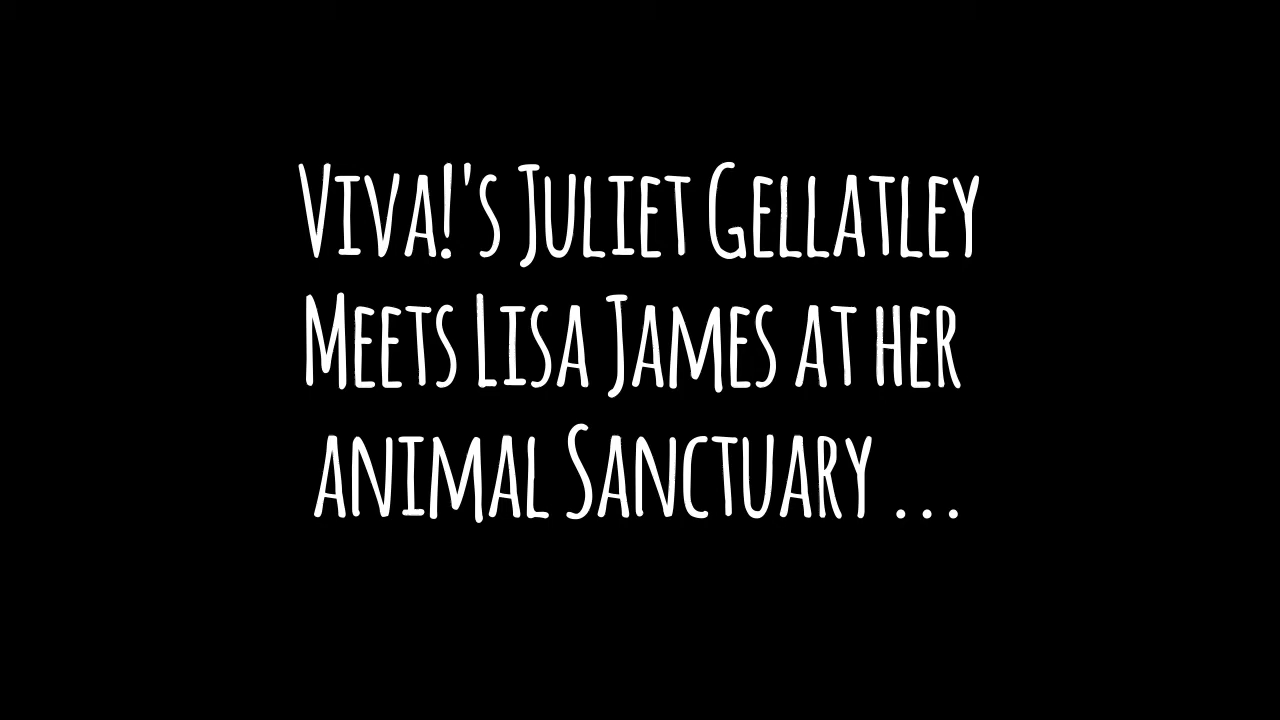 Viva!'s Juliet Gellatley
Meets Lisa James at her
animal Sanctuary ...